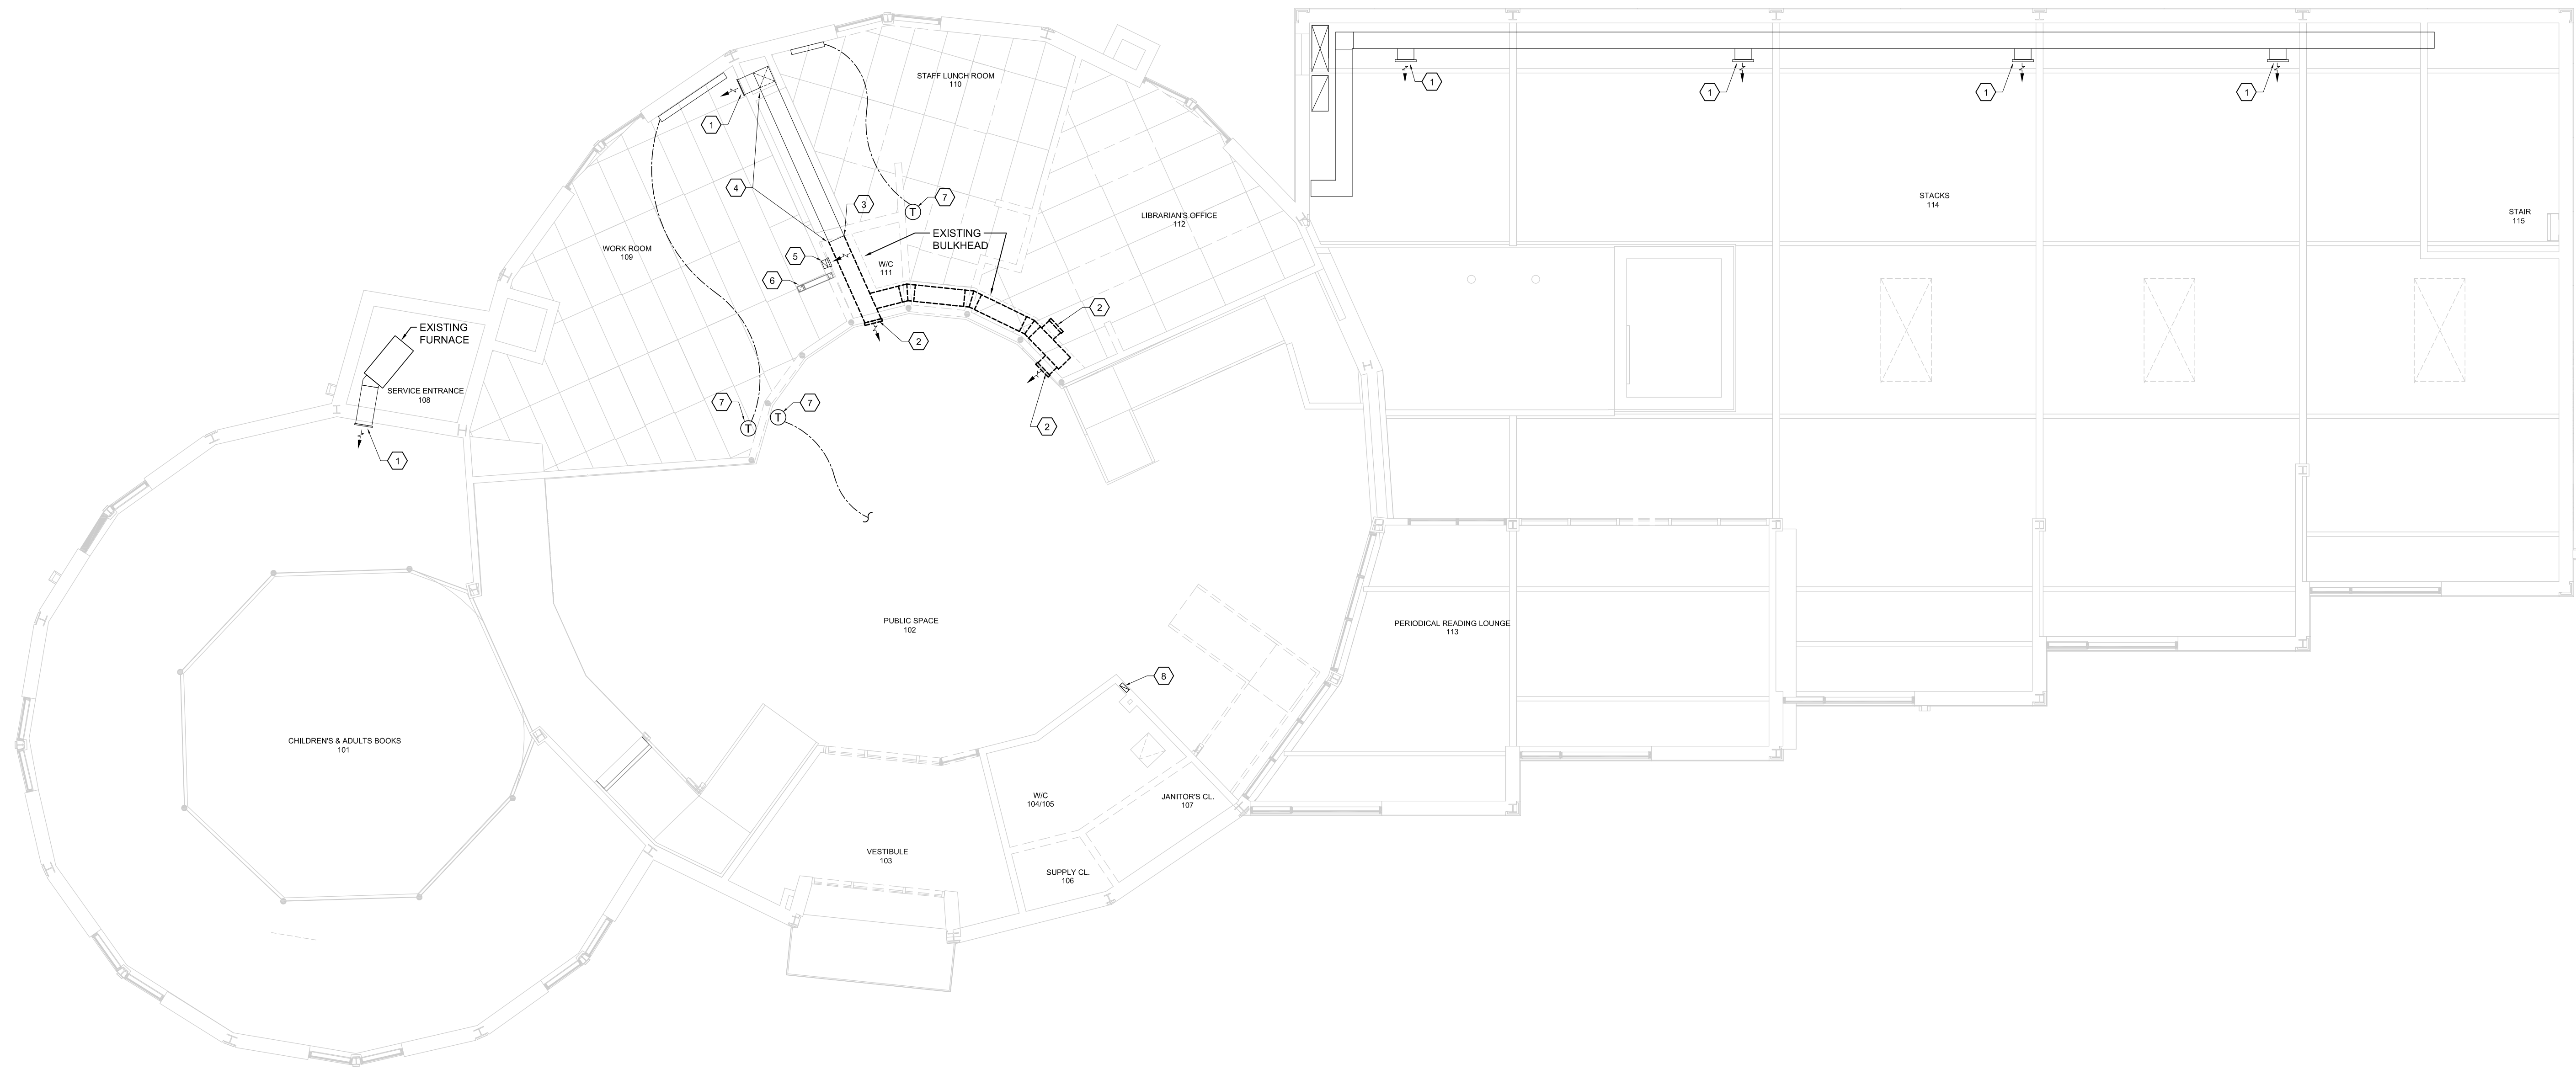 STAFF LUNCH ROOM
110
1
1
1
1
1
4
7
3
STACKS
114
LIBRARIAN'S OFFICE
112
STAIR
115
EXISTING
BULKHEAD
WORK ROOM
109
5
W/C
111
6
2
2
2
EXISTING
FURNACE
SERVICE ENTRANCE
108
7
T
7
T
T
1
PUBLIC SPACE
102
PERIODICAL READING LOUNGE
113
8
CHILDREN'S & ADULTS BOOKS
101
W/C
104/105
JANITOR'S CL.
107
VESTIBULE
103
SUPPLY CL.
106